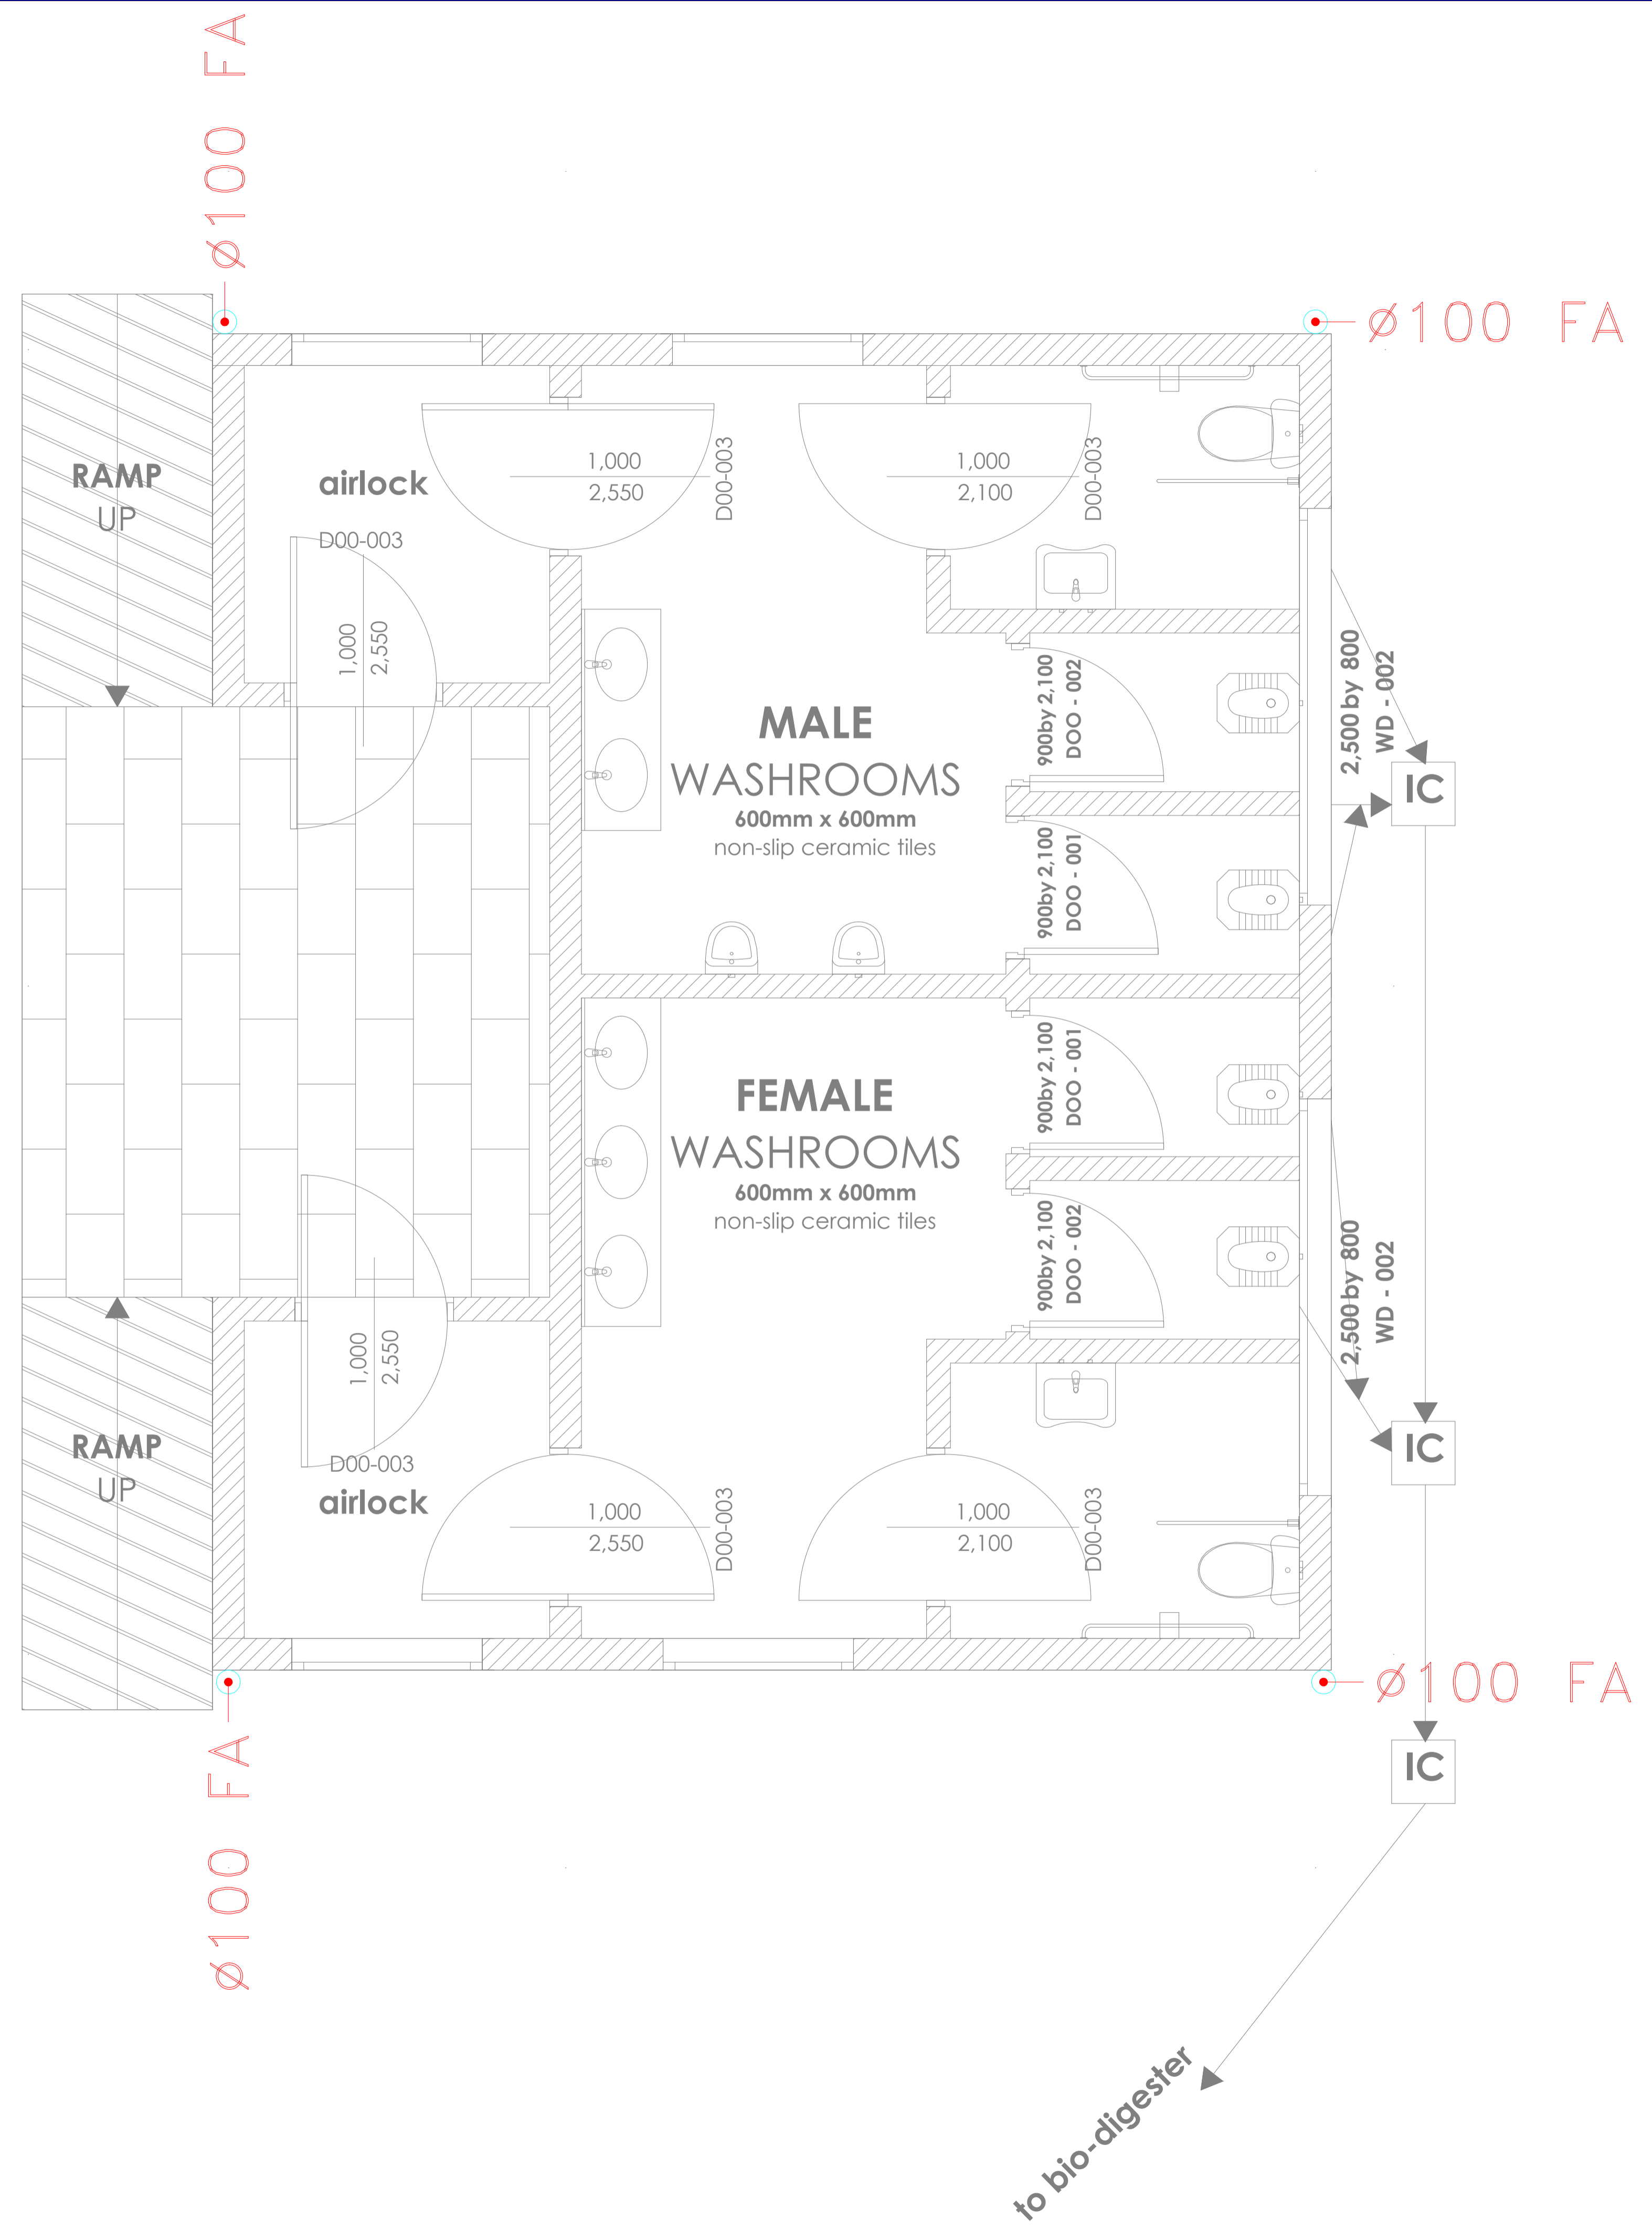 Ø100 FA
Ø100 FA
RAMP
UP
airlock
D00-003
1,000
2,550
1,000
2,550
D00-003
1,000
2,100
D00-003
MALE
WASHROOMS
600mm x 600mm
non-slip ceramic tiles
900by 2,100
DOO - 002
900by 2,100
DOO - 001
2,500 by 800
WD - 002
IC
FEMALE
WASHROOMS
600mm x 600mm
non-slip ceramic tiles
900by 2,100
DOO - 001
900by 2,100
DOO - 002
2,500 by 800
WD - 002
IC
RAMP
UP
1,000
2,550
D00-003
airlock
1,000
2,550
D00-003
1,000
2,100
D00-003
Ø100 FA
Ø100 FA
IC
to bio-digester